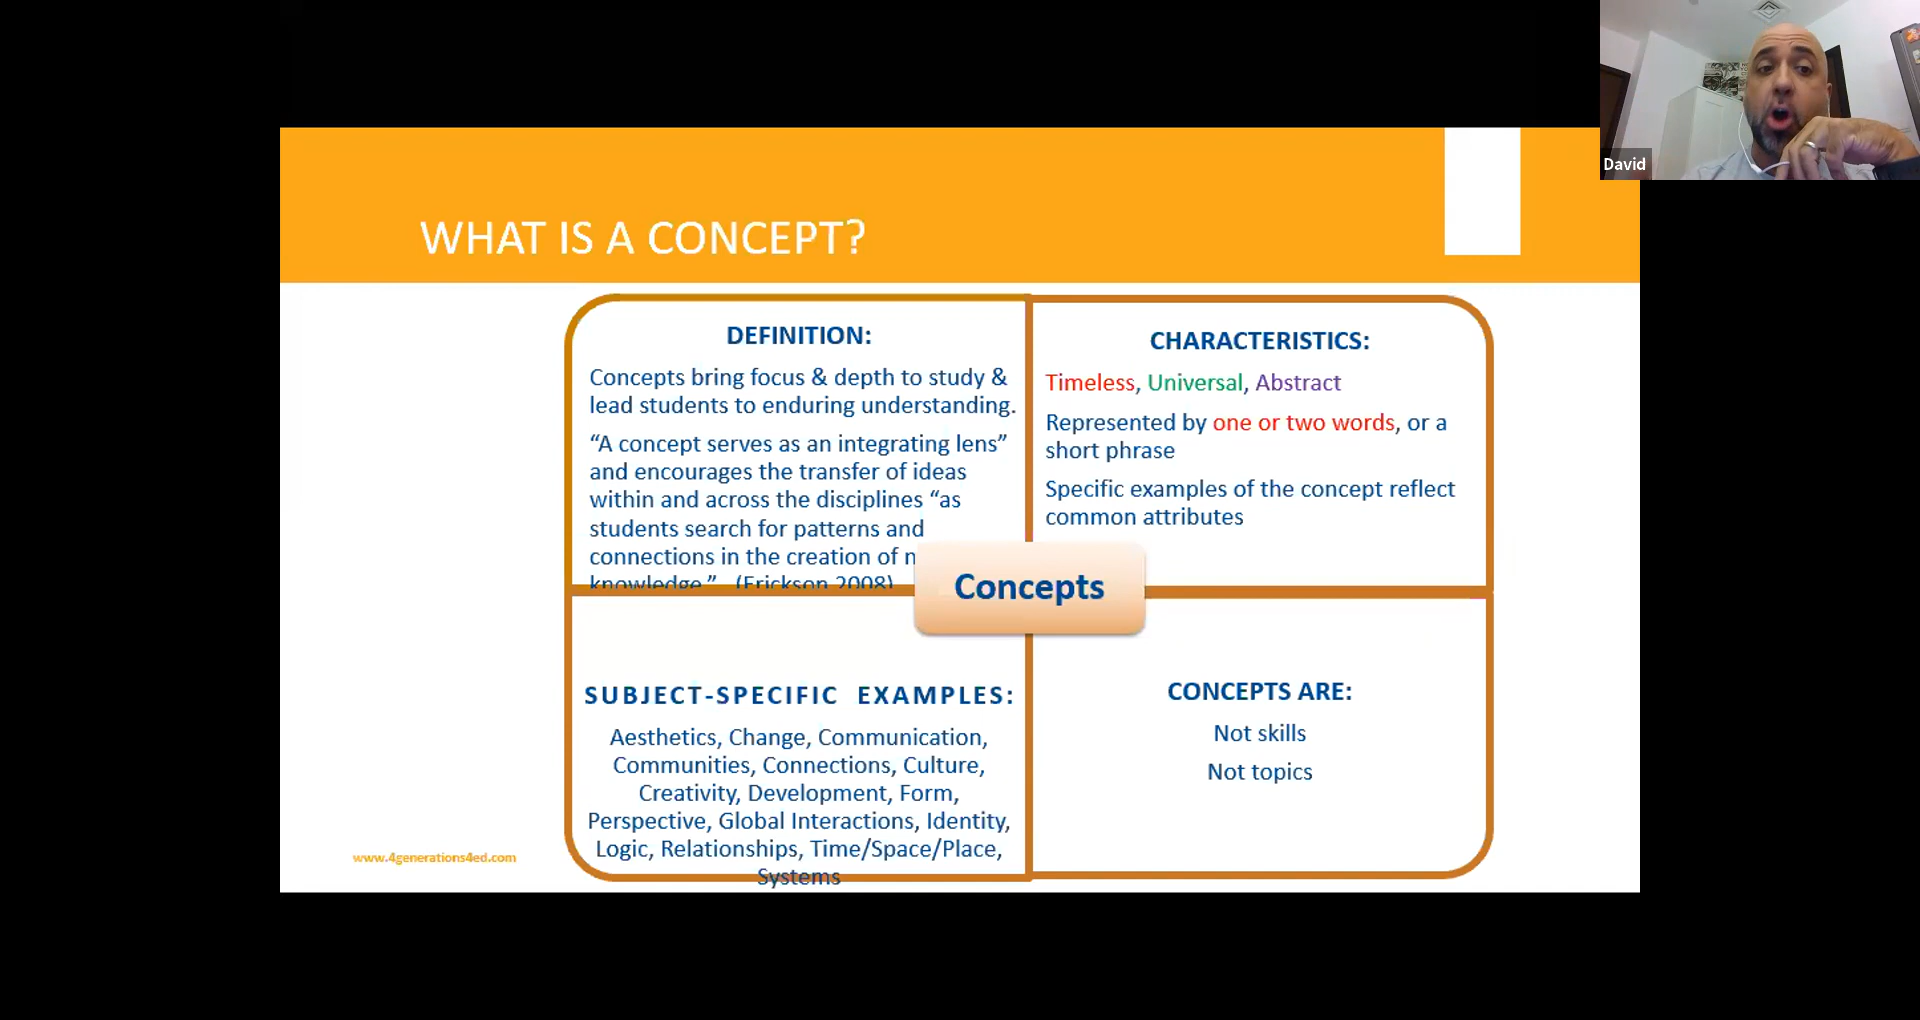 David
WHAT IS A CONCEPT?
DEFINITION:
Concepts bring focus & depth to study &
lead students to enduring understanding.
“A concept serves as an integrating lens”
and encourages the transfer of ideas
within and across the disciplines “as
students search for patterns and
connections in the creation of
knowledge.” (Erickson 2008)
CHARACTERISTICS:
Timeless, Universal, Abstract
Represented by one or two words, or a
short phrase
Specific examples of the concept reflect
common attributes
Concepts
SUBJECT-SPECIFIC EXAMPLES:
Aesthetics, Change, Communication,
Communities, Connections, Culture,
Creativity, Development, Form,
Perspective, Global Interactions, Identity,
Logic, Relationships, Time/Space/Place,
Systems
CONCEPTS ARE:
Not skills
Not topics
www.4generations4ed.com